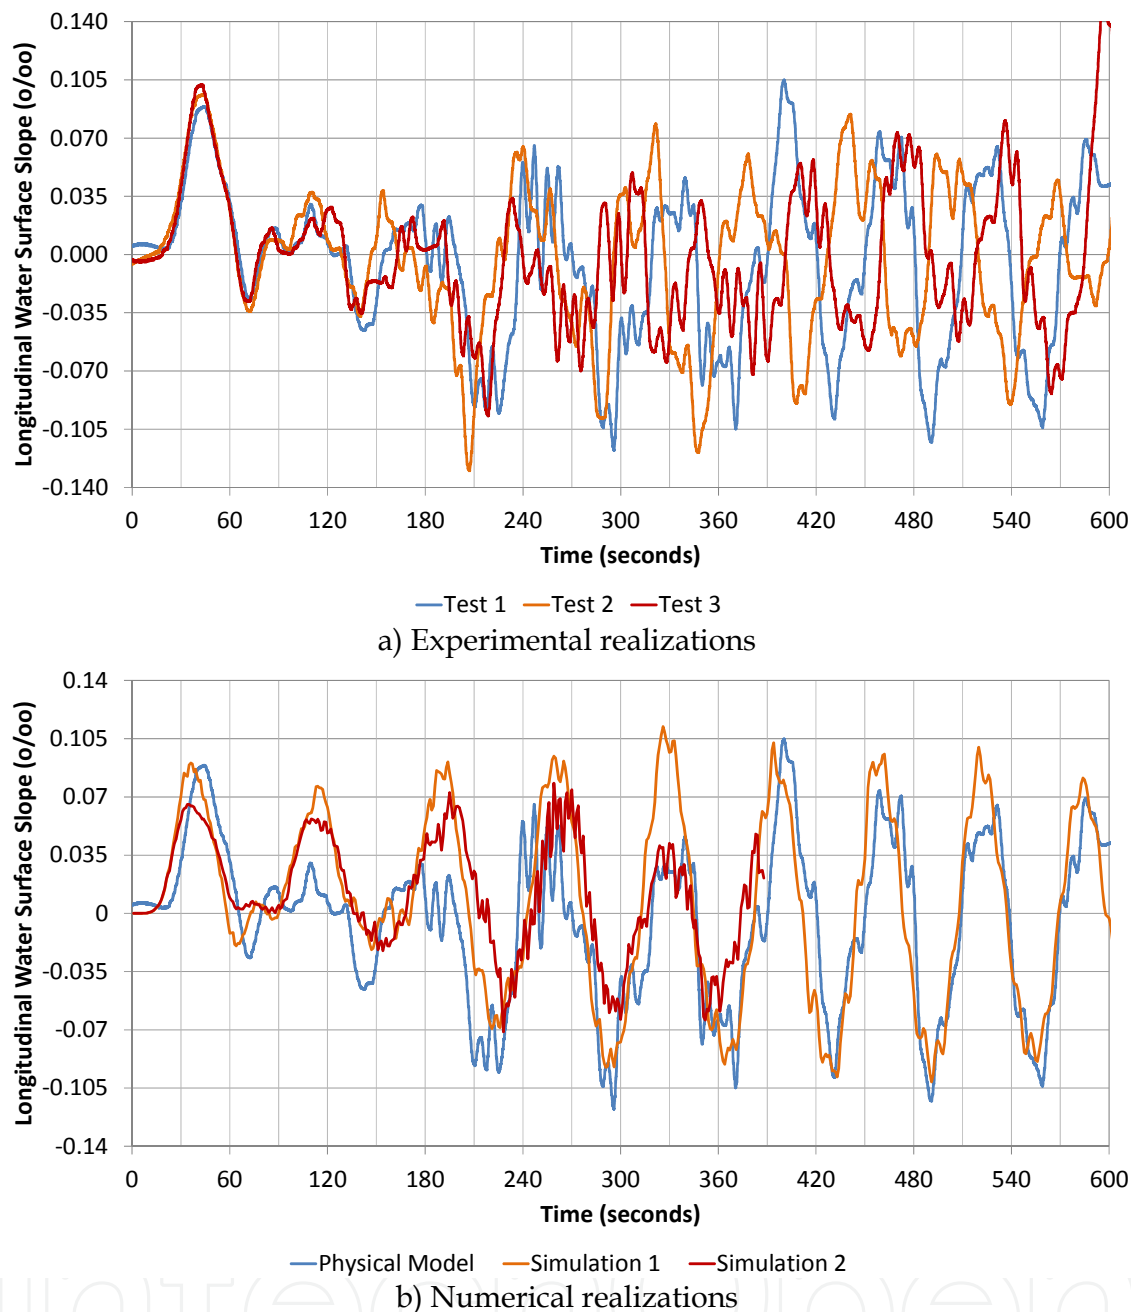 Longitudinal Water Surface Slope (o/oo)
0.140
0.105
0.070
0.035
0.000
-0.035
-0.070
-0.105
-0.140
0 60 120 180 240 300 360 420 480 540 600
Time (seconds)
Test 1 Test 2 Test 3
a) Experimental realizations
Longitudinal Water Surface Slope (o/oo)
0.14
0.105
0.07
0.035
0
-0.035
-0.07
-0.105
-0.14
0 60 120 180 240 300 360 420 480 540 600
Time (seconds)
Physical Model Simulation 1 Simulation 2
b) Numerical realizations